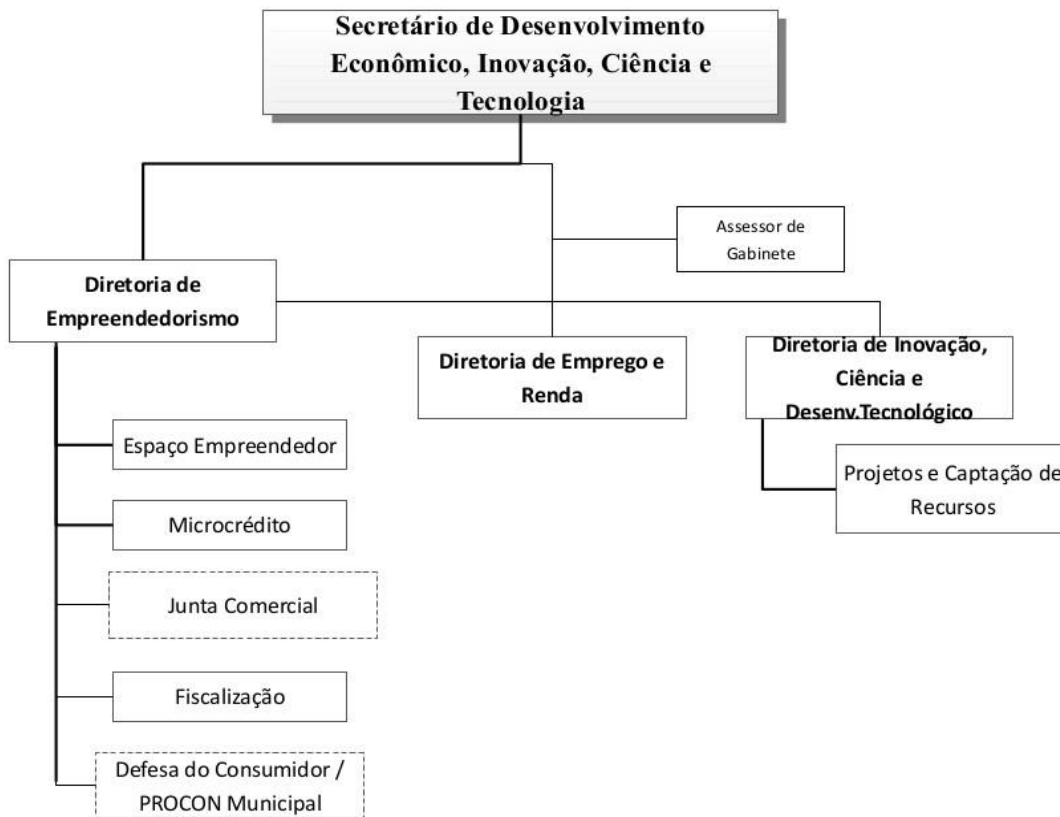 Secretário de Desenvolvimento
Econômico, Inovação, Ciência e
Tecnologia
Assessor de
Gabinete
Diretoria de
Empreendedorismo
Diretoria de Emprego e
Renda
Diretoria de Inovação,
Ciência e
Desenv.Tecnológico
Espaço Empreendedor
Microcrédito
Junta Comercial
Fiscalização
Defesa do Consumidor /
PROCON Municipal
Projetos e Captação de
Recursos